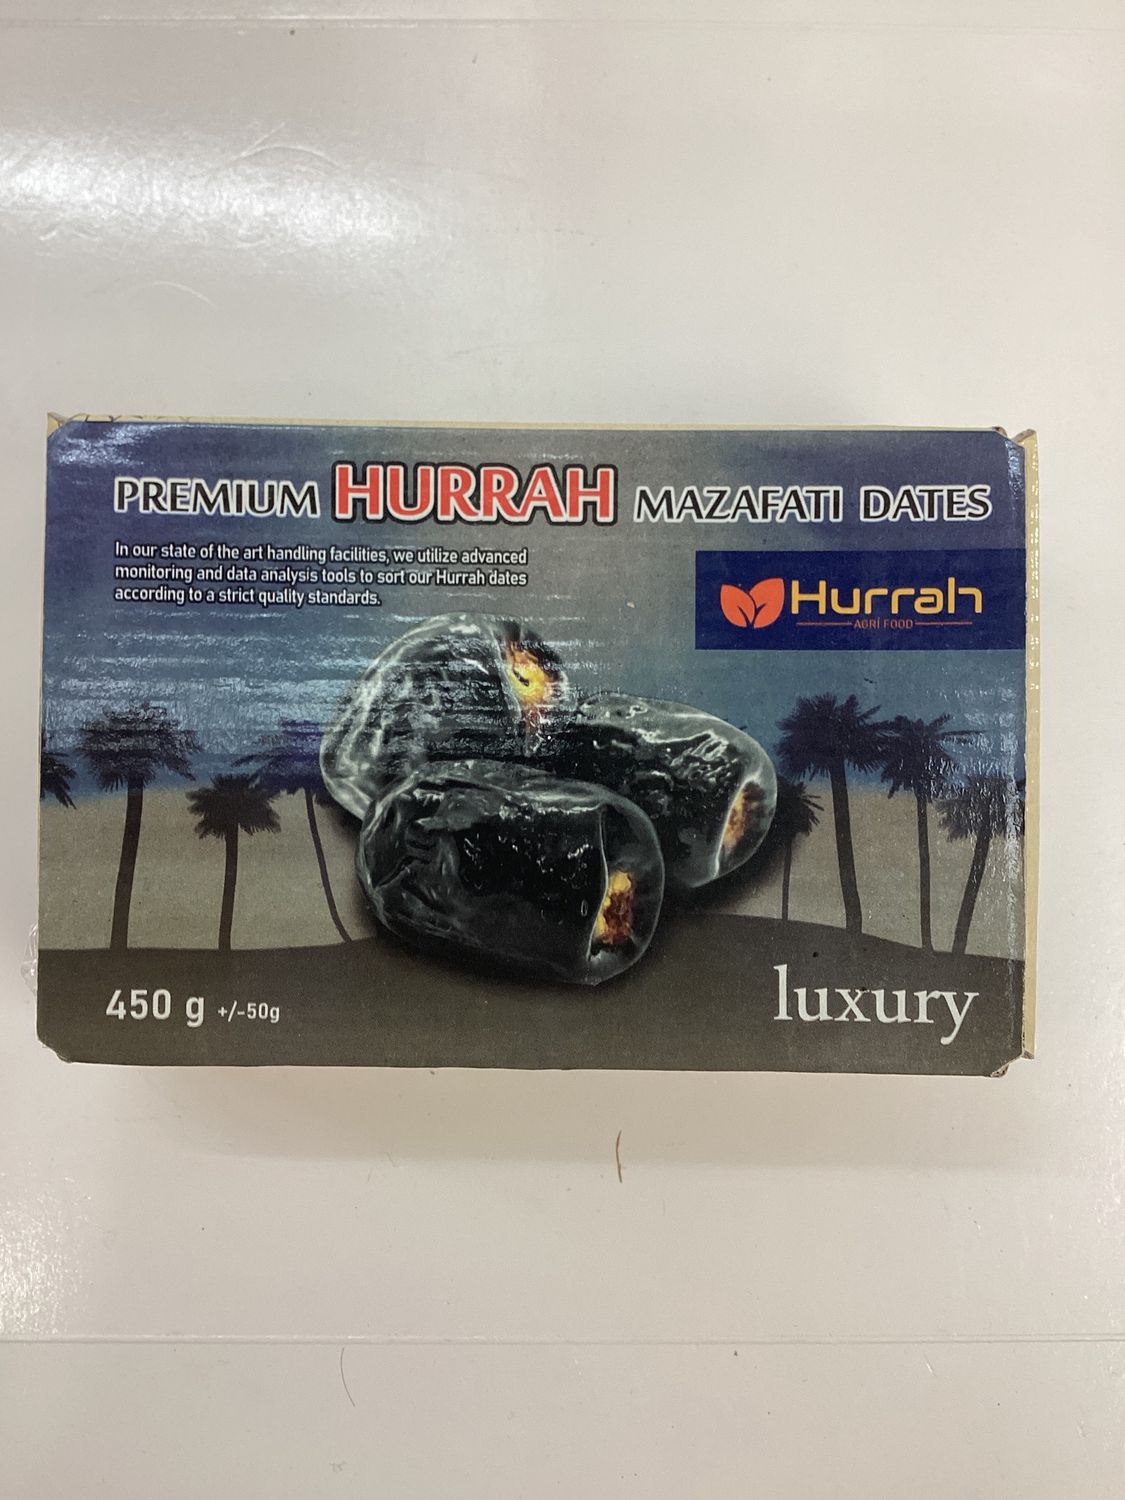 PREMIUM HURRAH MAZAFATI DATES
In our state of the art handling facilities, we utilize advanced
monitoring and data analysis tools to sort our Hurrah dates
according to a strict quality standards.
Hurrah
AGRİ FOOD
450 g +/-50g
luxury